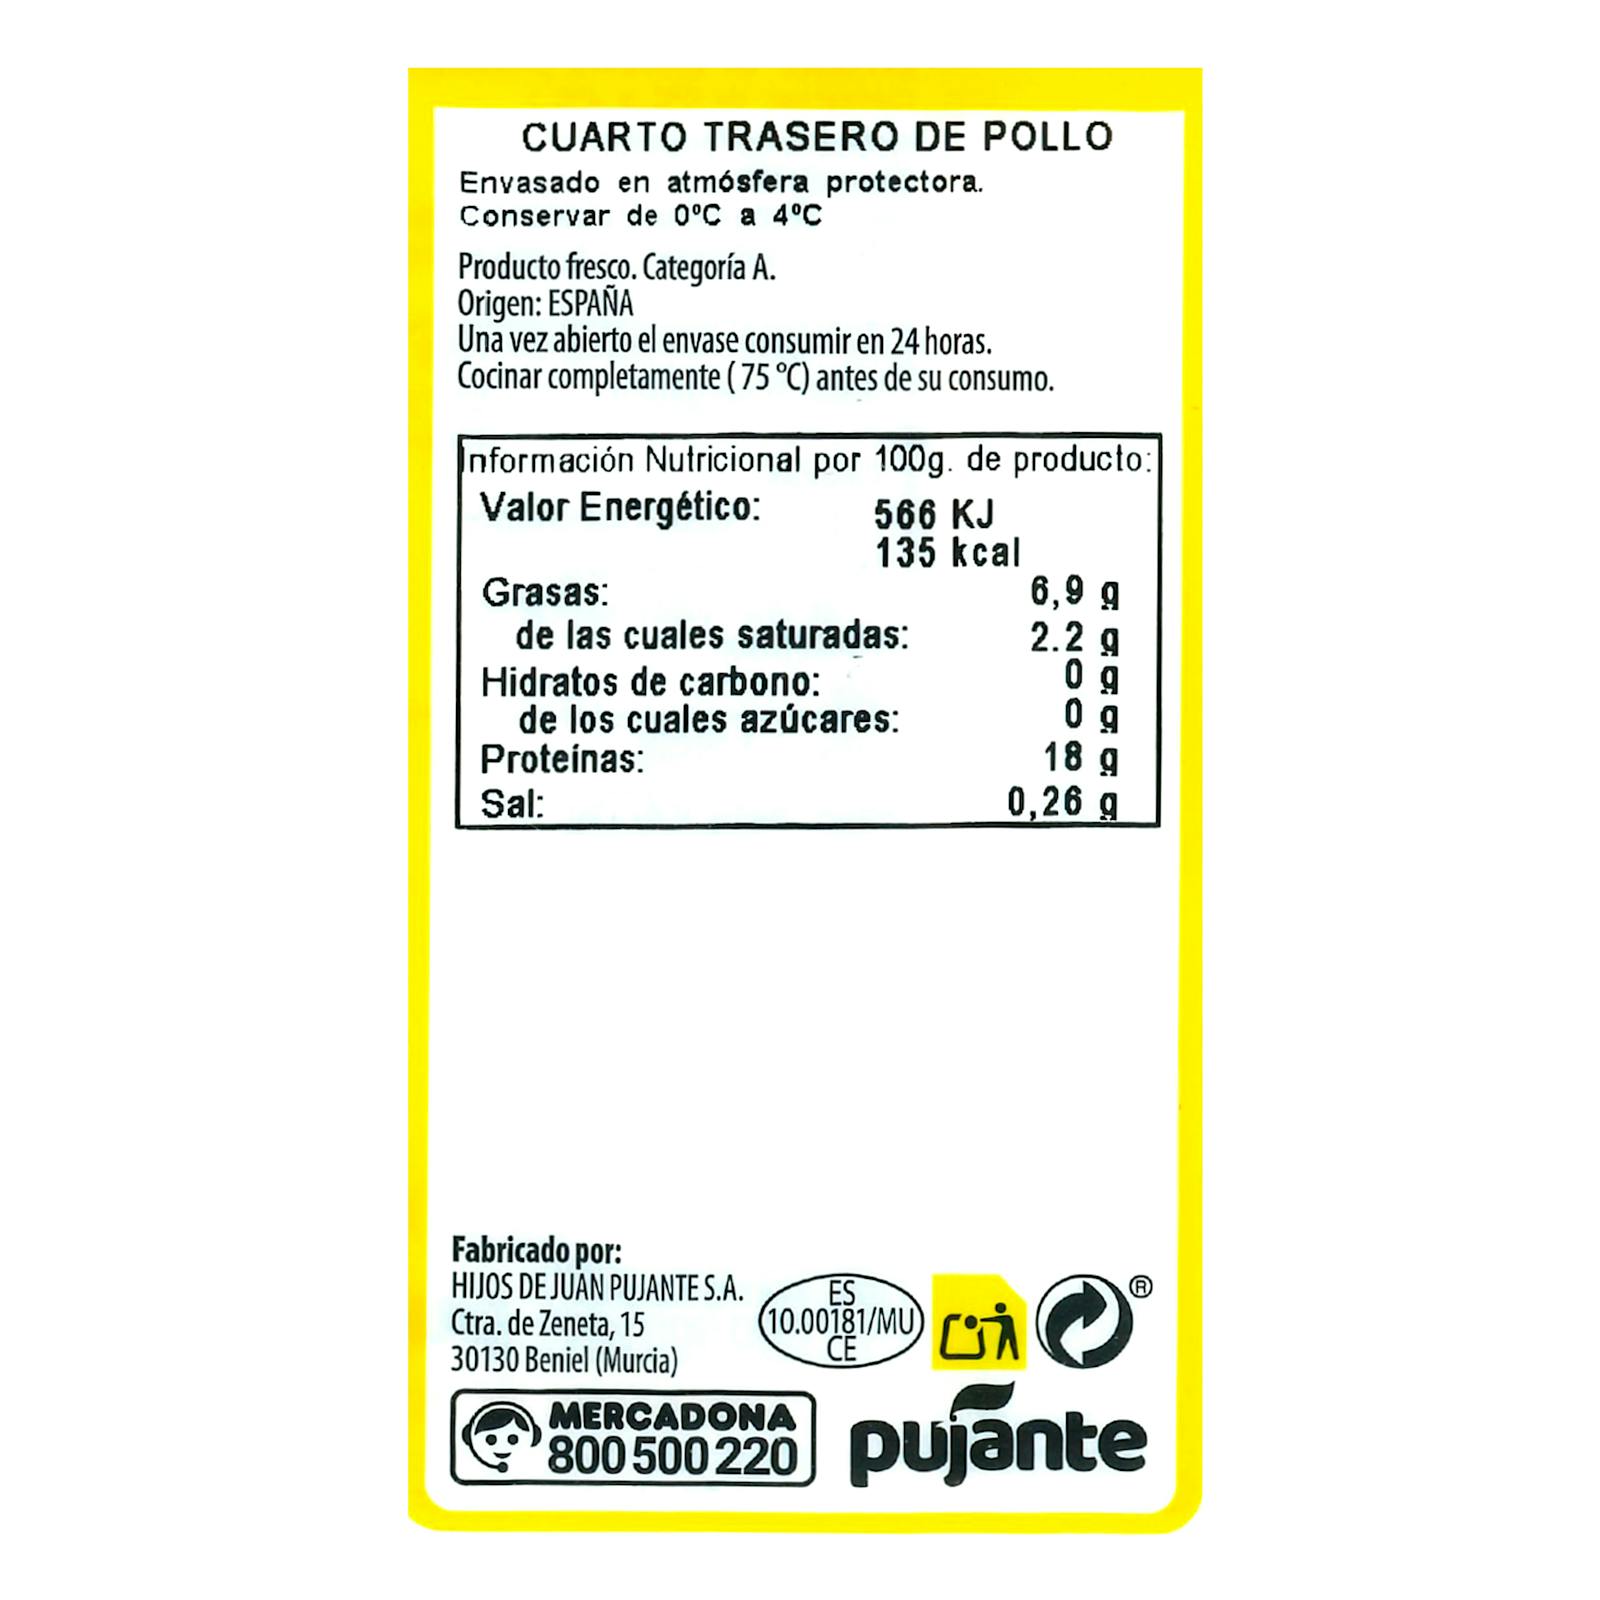 CUARTO TRASERO DE POLLO
Envasado en atmósfera protectora.
Conservar de 0ºC a 4ºC
Producto fresco. Categoría A.
Origen: ESPAÑA
Una vez abierto el envase consumir en 24 horas.
Cocinar completamente ( 75 ºC) antes de su consumo.
Información Nutricional por 100g. de producto:
Valor Energético: 566 KJ
135 kcal
Grasas: 6,9 g
de las cuales saturadas: 2.2 g
Hidratos de carbono: 0 g
de los cuales azúcares: 0 g
Proteínas: 18 g
Sal: 0,26 g
Fabricado por:
HIJOS DE JUAN PUJANTE S.A.
Ctra. de Zeneta, 15
30130 Beniel (Murcia)
ES
10.00181/MU
CE
®
MERCADONA
800 500 220
pujante